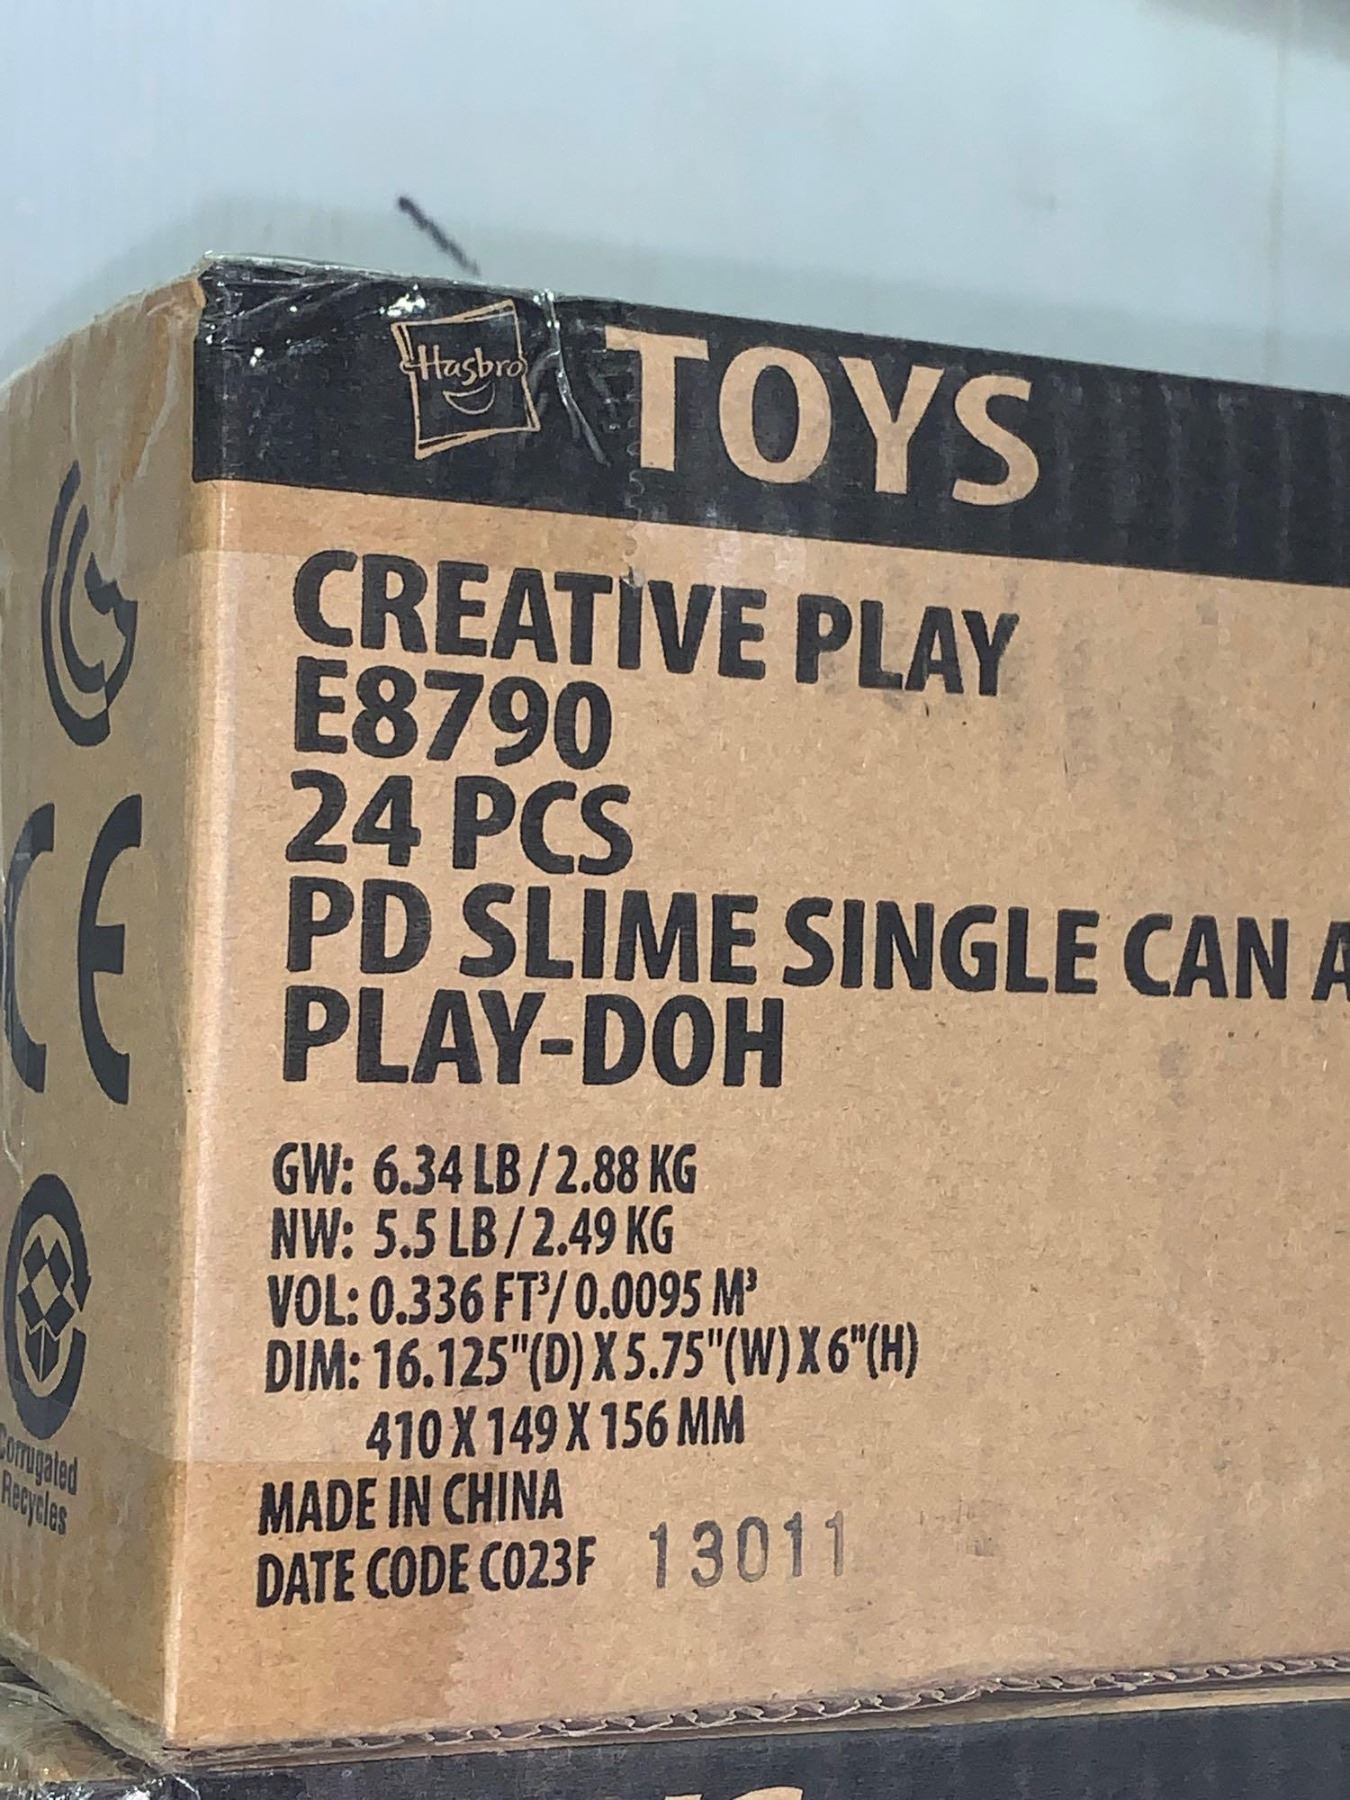 Hasbro TOYS
CREATIVE PLAY
E8790
24 PCS
PD SLIME SINGLE CAN A
PLAY-DOH
GW: 6.34 LB / 2.88 KG
NW: 5.5 LB / 2.49 KG
VOL: 0.336 FT³/ 0.0095 M³
DIM: 16.125"(D) X 5.75"(W) X 6"(H)
410 X 149 X 156 MM
MADE IN CHINA
DATE CODE C023F 13011
CE
Corrugated
Recycles